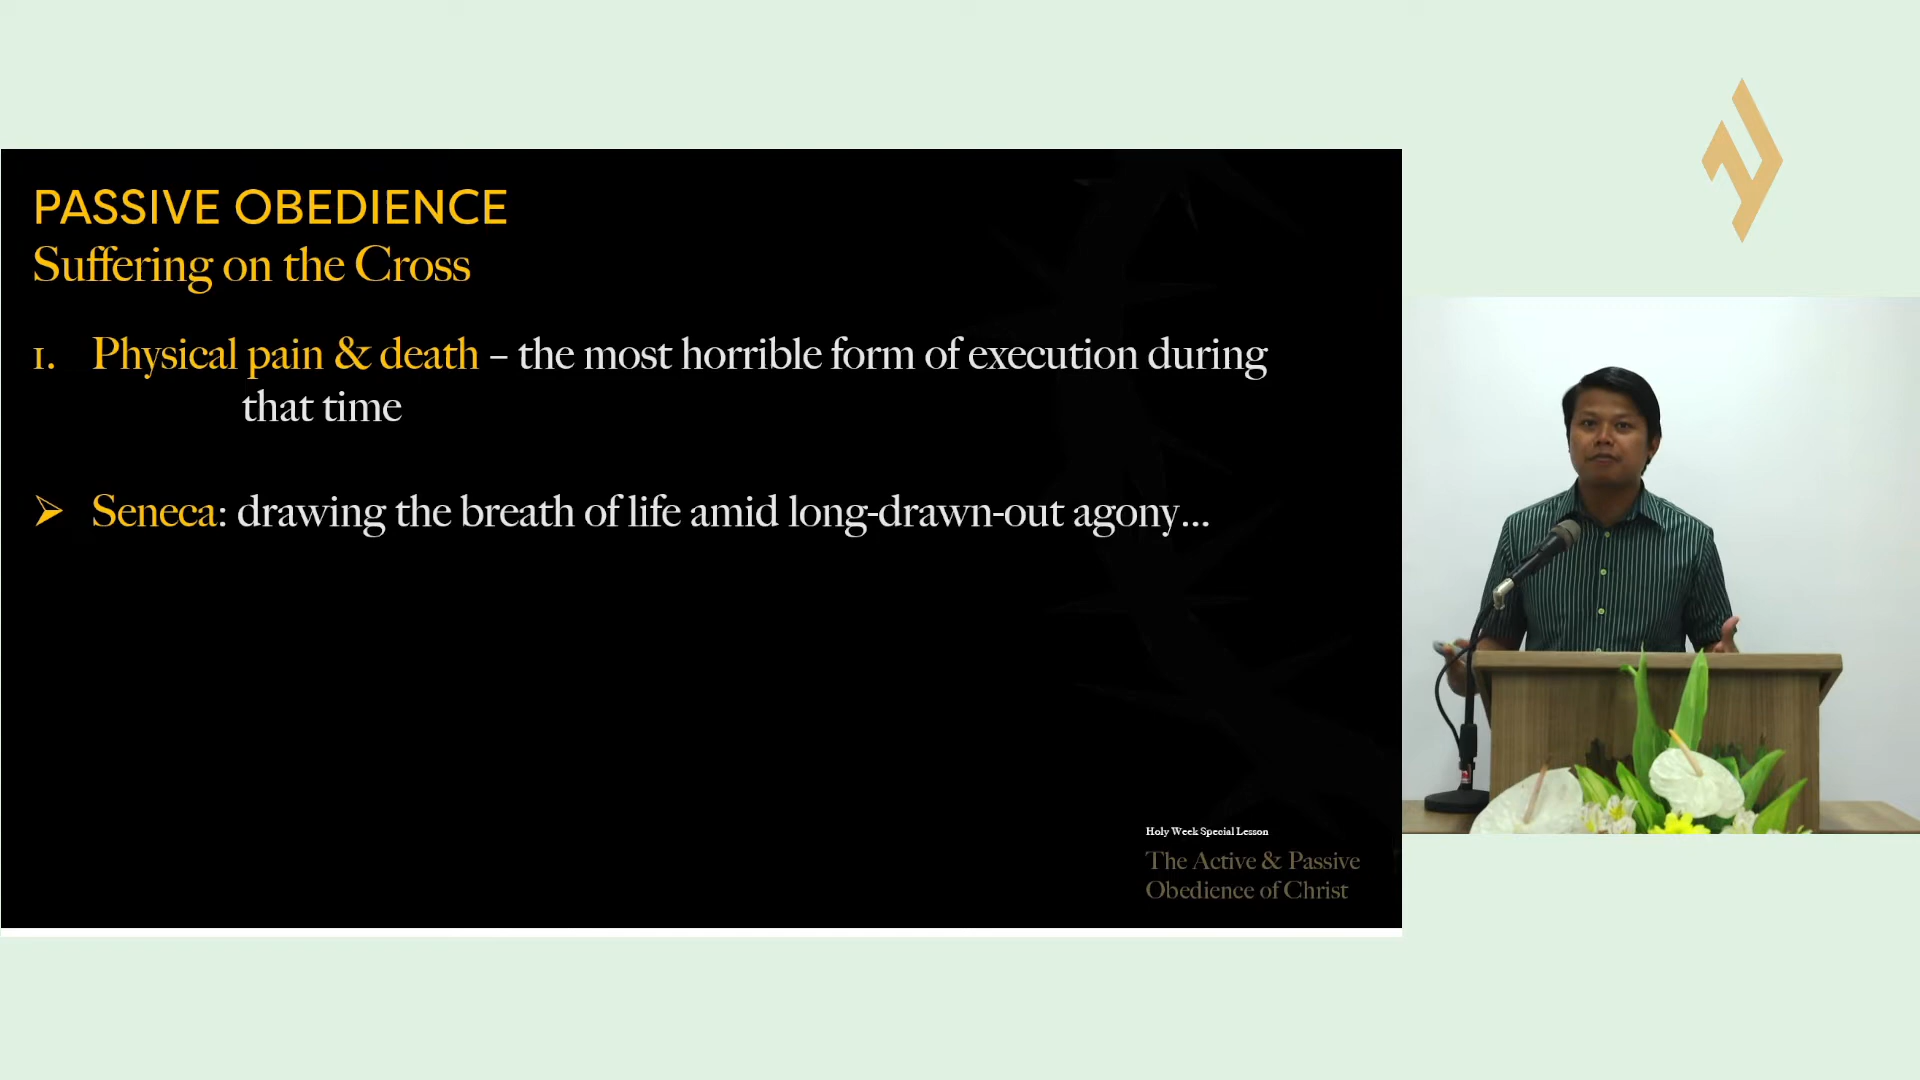 PASSIVE OBEDIENCE
Suffering on the Cross
1. Physical pain & death – the most horrible form of execution during
that time
➢ Seneca: drawing the breath of life amid long-drawn-out agony...
Holy Week Special Lesson
The Active & Passive
Obedience of Christ